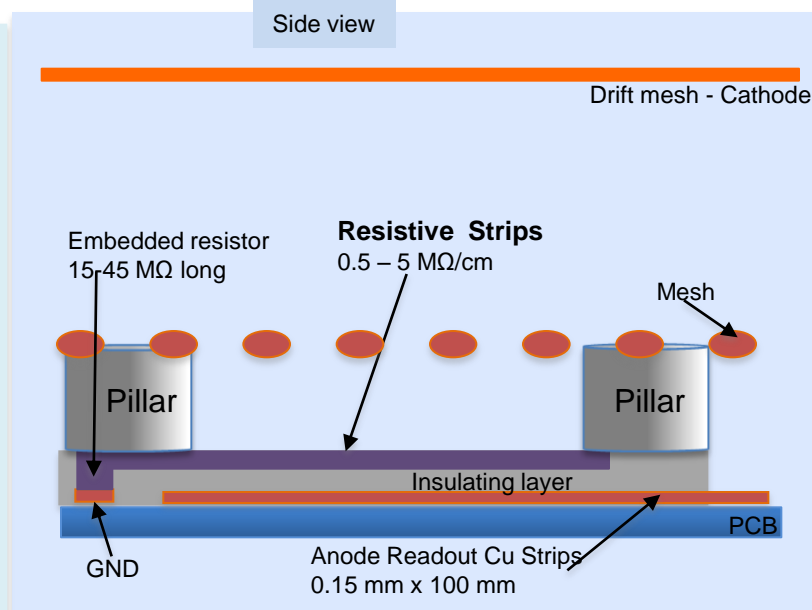 Side view
Drift mesh - Cathode
Embedded resistor
15-45 MΩ long
Resistive Strips
0.5 – 5 MΩ/cm
Mesh
Pillar
Pillar
Insulating layer
PCB
GND
Anode Readout Cu Strips
0.15 mm x 100 mm